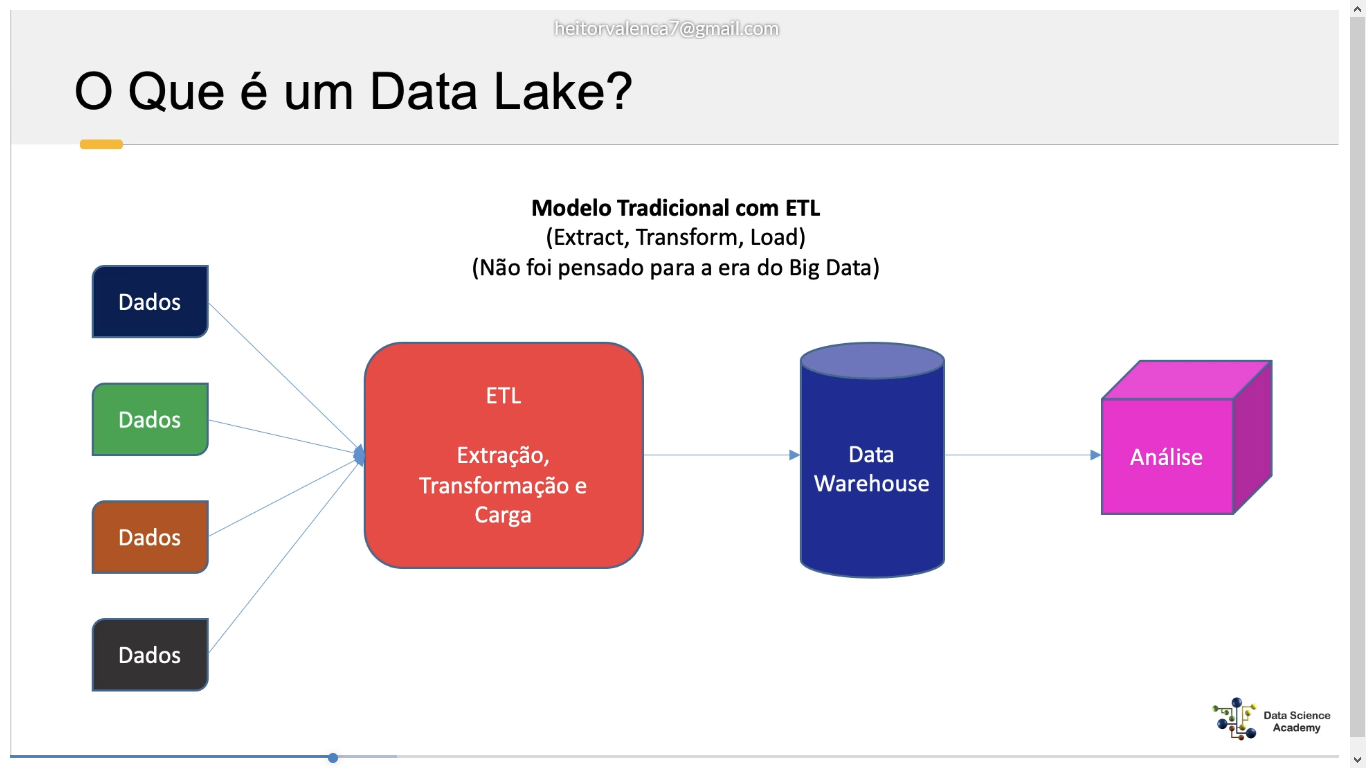 heitorvalenca7@gmail.com
O Que é um Data Lake?
Modelo Tradicional com ETL
(Extract, Transform, Load)
(Não foi pensado para a era do Big Data)
Dados
Dados
Dados
Dados
ETL
Extração,
Transformação e
Carga
Data
Warehouse
Análise
Data Science
Academy